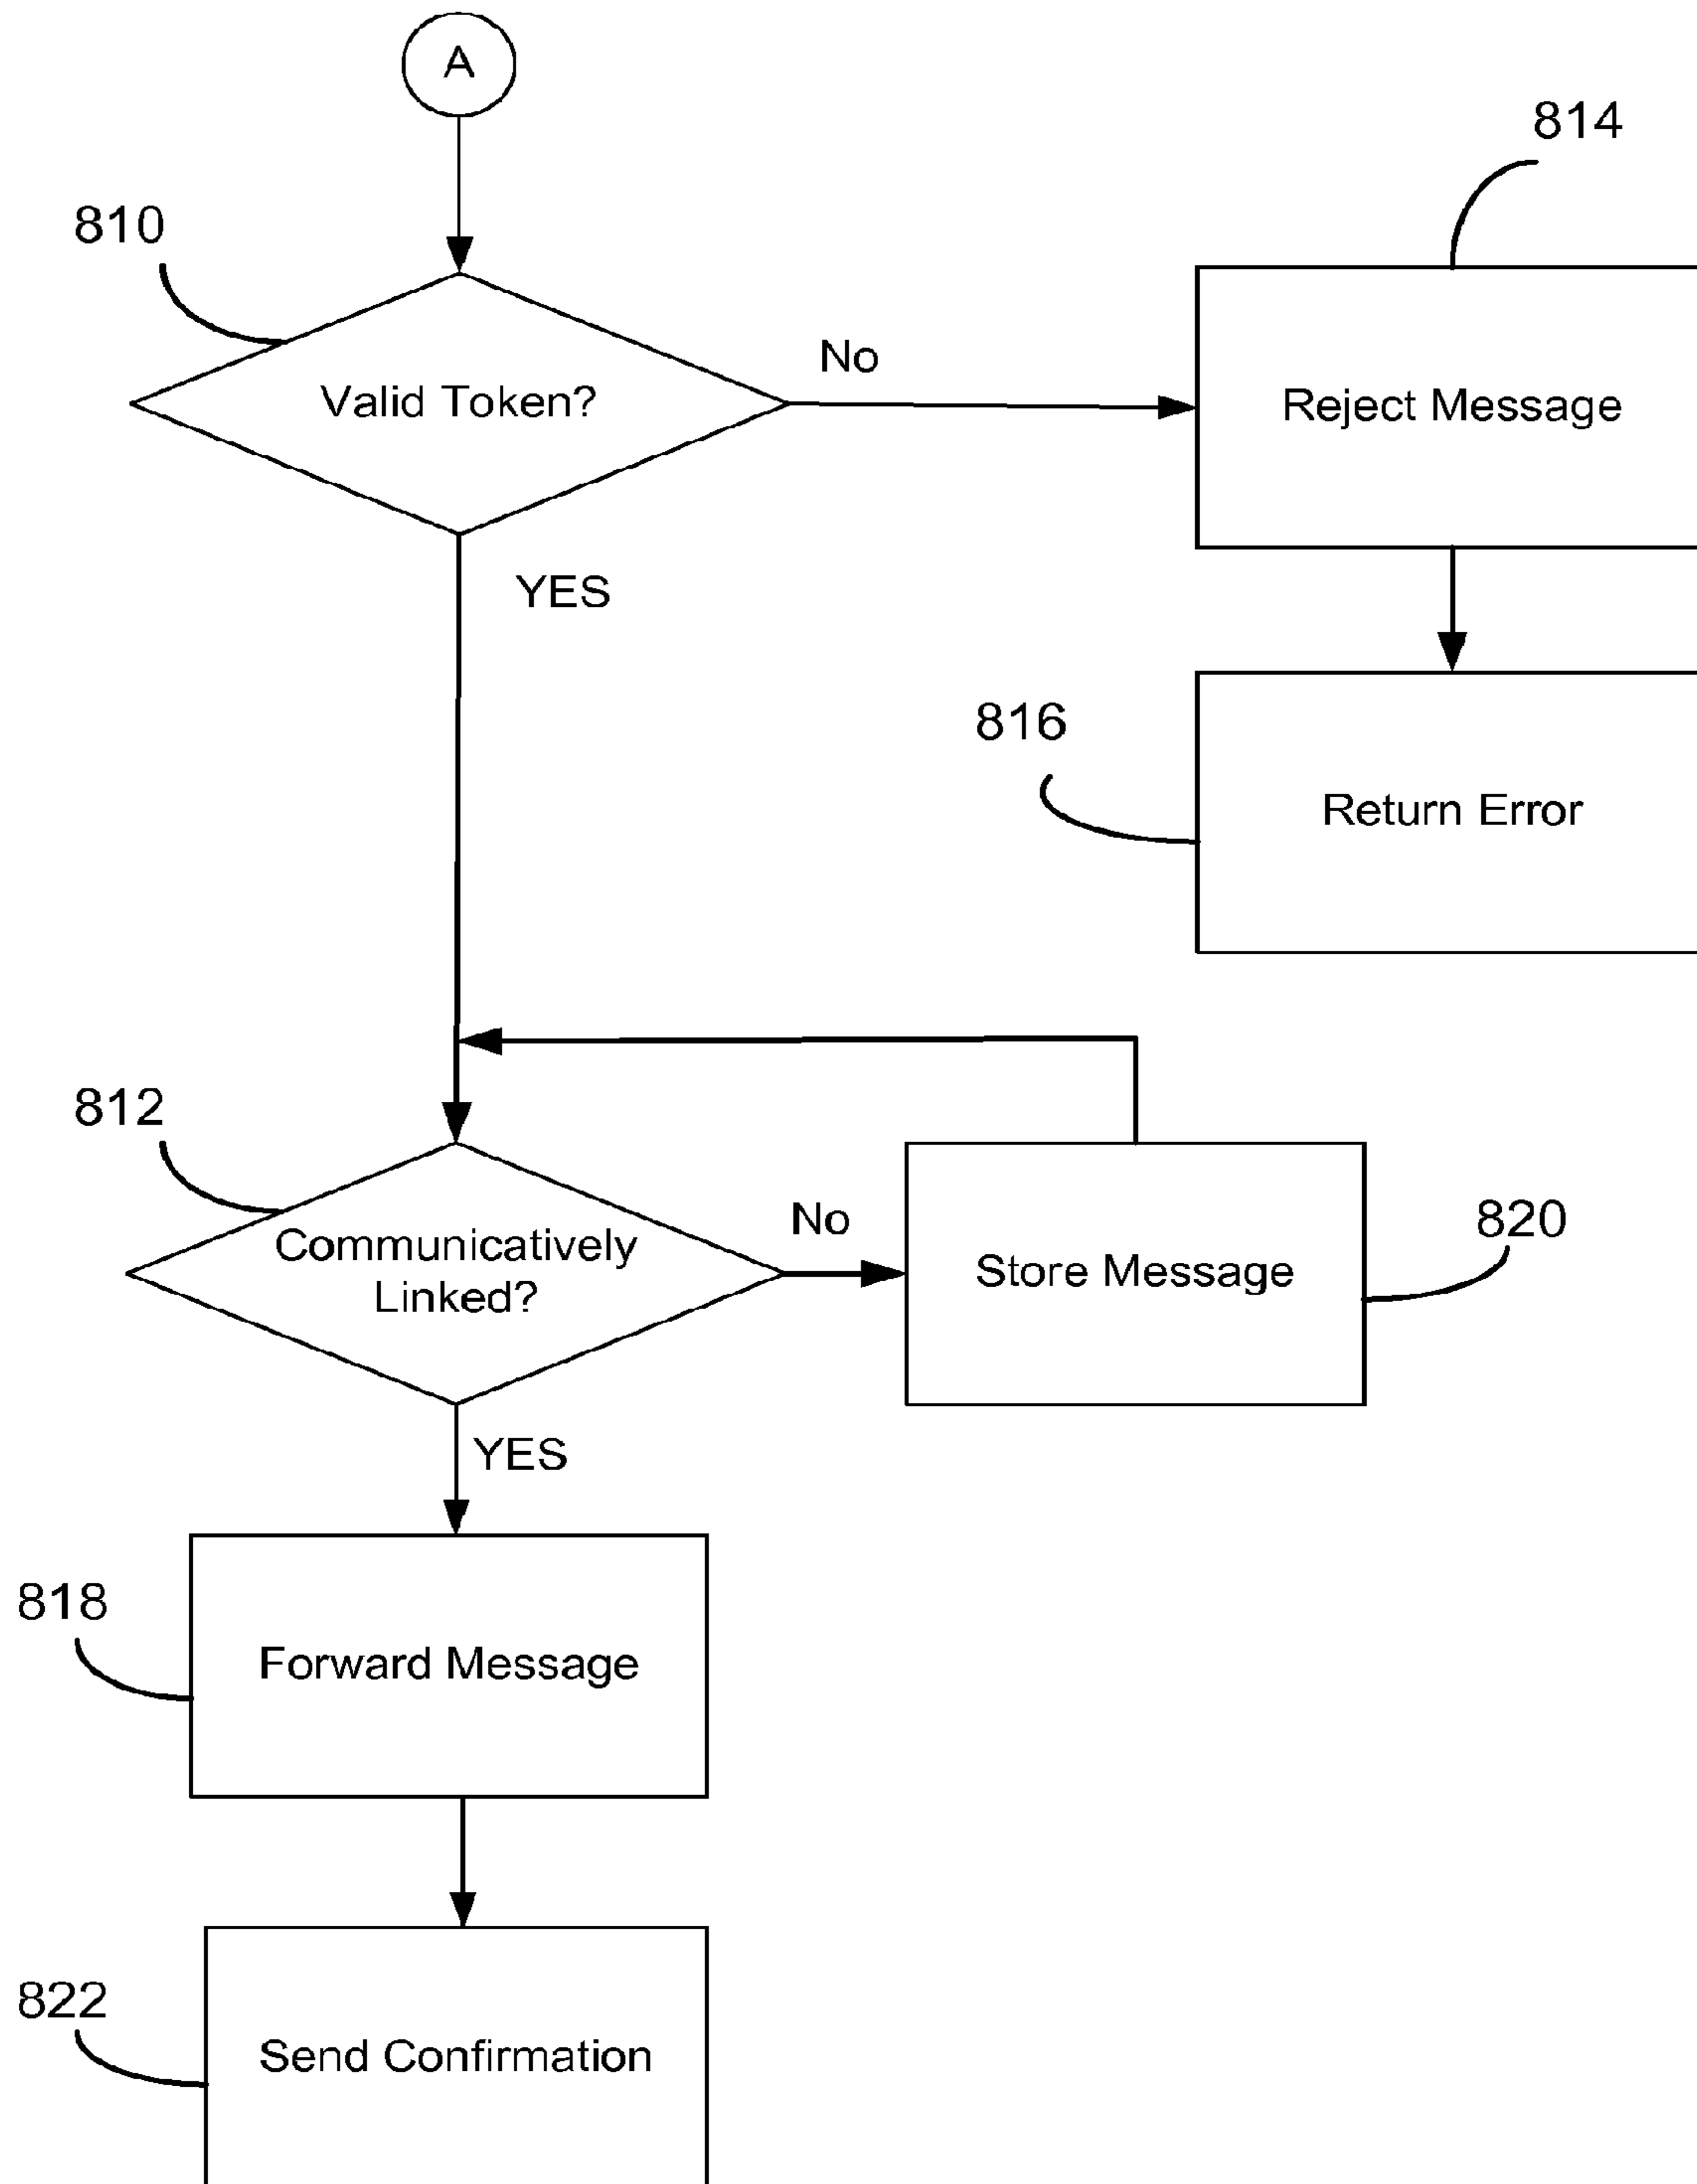 A
814
810
No
Valid Token?
Reject Message
YES
816
Return Error
812
No
820
Communicatively
Linked?
Store Message
YES
818
Forward Message
822
Send Confirmation